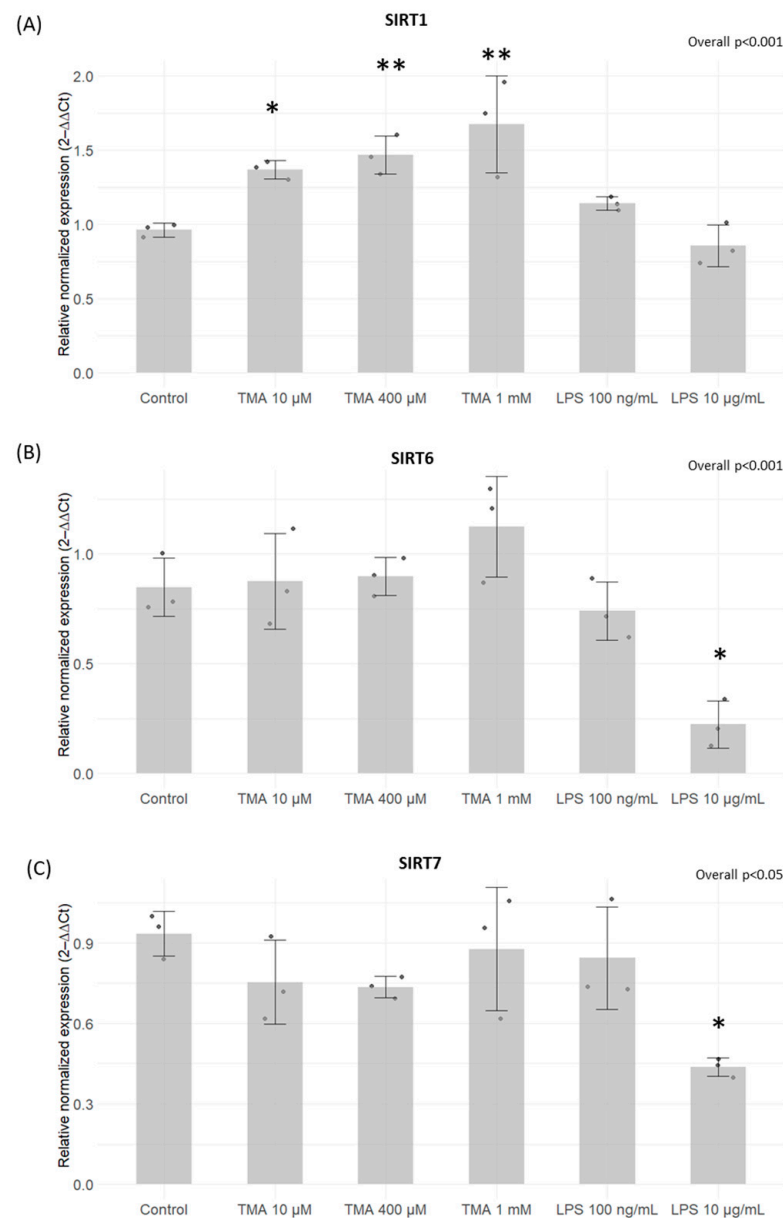 (A)
SIRT1
Overall p<0.001
Relative normalized expression (2–ΔΔCt)
2.0
1.5
1.0
0.5
0.0
*
**
**
Control
TMA 10 µM
TMA 400 µM
TMA 1 mM
LPS 100 ng/mL
LPS 10 µg/mL
(B)
SIRT6
Overall p<0.001
Relative normalized expression (2–ΔΔCt)
1.0
0.5
0.0
*
Control
TMA 10 µM
TMA 400 µM
TMA 1 mM
LPS 100 ng/mL
LPS 10 µg/mL
(C)
SIRT7
Overall p<0.05
Relative normalized expression (2–ΔΔCt)
0.9
0.6
0.3
0.0
*
Control
TMA 10 µM
TMA 400 µM
TMA 1 mM
LPS 100 ng/mL
LPS 10 µg/mL